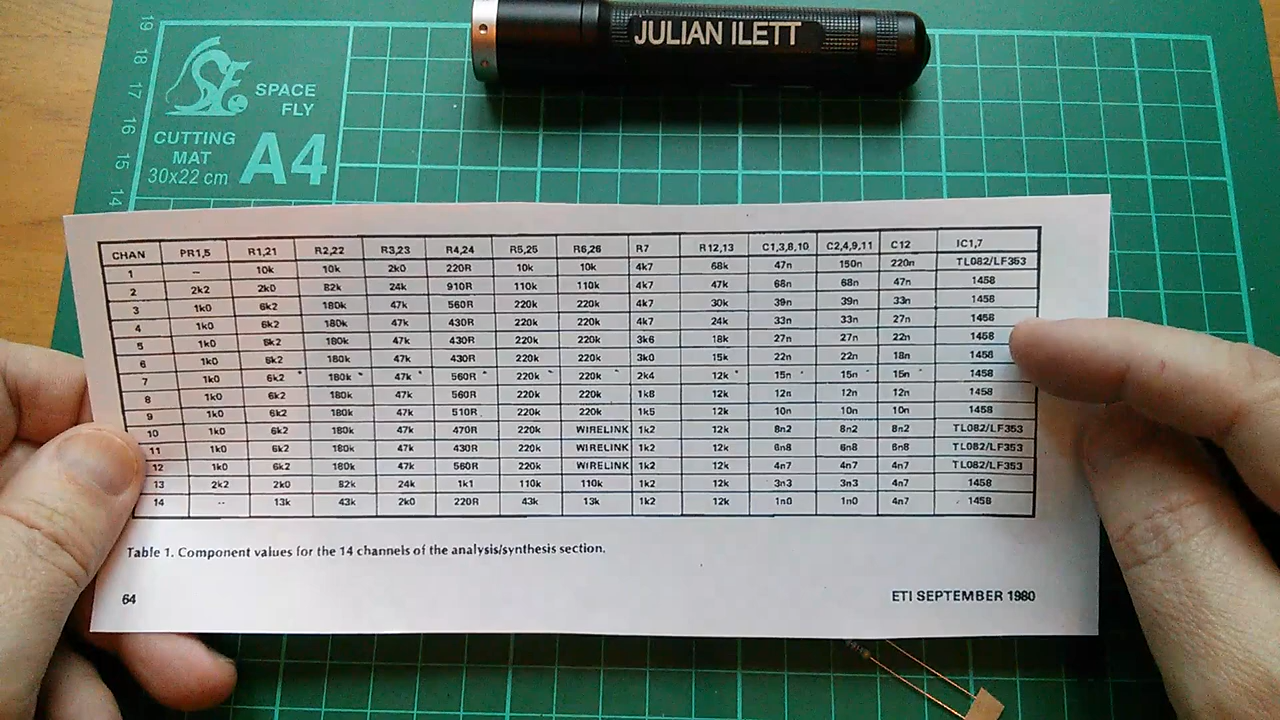 JULIAN ILETT
SPACE
FLY
CUTTING
MAT
30x22 cm
A4
19
18
17
16
15
14
CHAN PR1,5 R1,21 R2,22 R3,23 R4,24 R5,25 R6,26 R7 R12,13 C1,3,8,10 C2,4,9,11 C12 IC1,7
1 – 10k 10k 2k0 220R 10k 10k 4k7 68k 47n 150n 220n TL082/LF353
2 2k2 2k0 82k 24k 910R 110k 110k 4k7 47k 68n 68n 47n 1458
3 1k0 6k2 180k 47k 560R 220k 220k 4k7 30k 39n 39n 33n 1458
4 1k0 6k2 180k 47k 430R 220k 220k 4k7 24k 33n 33n 27n 1458
5 1k0 6k2 180k 47k 430R 220k 220k 3k6 18k 27n 27n 22n 1458
6 1k0 6k2 180k 47k 430R 220k 220k 3k0 15k 22n 22n 18n 1458
7 1k0 6k2 180k 47k 560R 220k 220k 2k4 12k 15n 15n 15n 1458
8 1k0 6k2 180k 47k 560R 220k 220k 1k8 12k 12n 12n 12n 1458
9 1k0 6k2 180k 47k 510R 220k 220k 1k5 12k 10n 10n 10n 1458
10 1k0 6k2 180k 47k 470R 220k WIRELINK 1k2 12k 8n2 8n2 8n2 TL082/LF353
11 1k0 6k2 180k 47k 430R 220k WIRELINK 1k2 12k 6n8 6n8 6n8 TL082/LF353
12 1k0 6k2 180k 47k 560R 220k WIRELINK 1k2 12k 4n7 4n7 4n7 TL082/LF353
13 2k2 2k0 82k 24k 1k1 110k 110k 1k2 12k 3n3 3n3 4n7 1458
14 -- 13k 43k 2k0 220R 43k 13k 1k2 12k 1n0 1n0 4n7 1458
Table 1. Component values for the 14 channels of the analysis/synthesis section.
64
ETI SEPTEMBER 1980